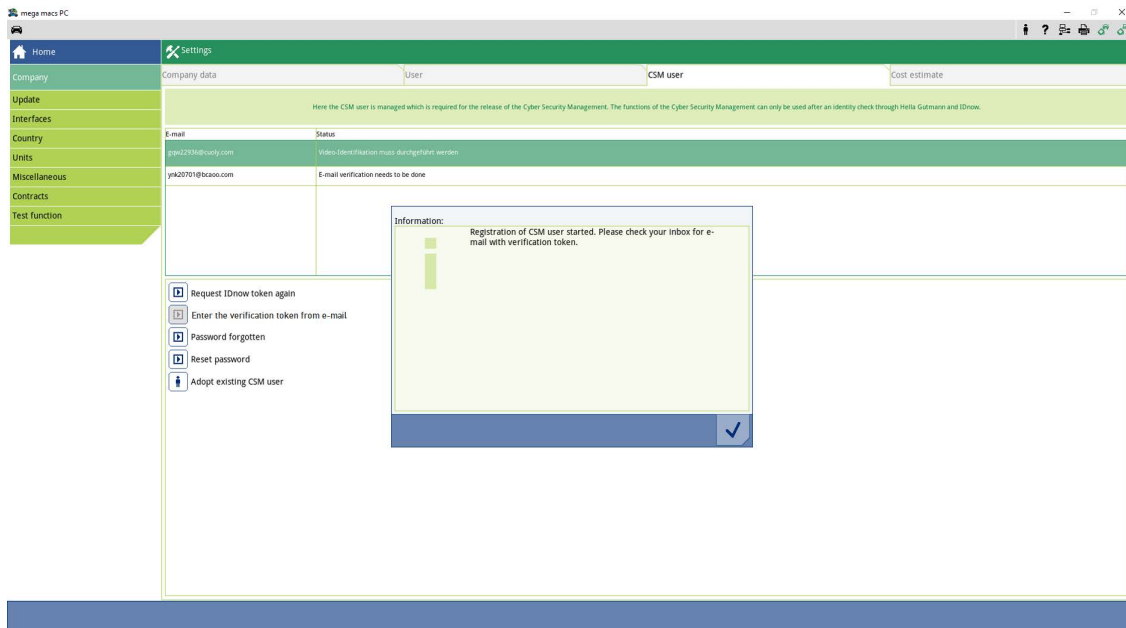 mega macs PC
Home
Settings
Company
Company data
User
CSM user
Cost estimate
Update
Interfaces
Country
Units
Miscellaneous
Contracts
Test function
Here the CSM user is managed which is required for the release of the Cyber Security Management. The functions of the Cyber Security Management can only be used after an identity check through Hella Gutmann and IDnow.
E-mail
Status
gqw22936@cuoly.com
Video-Identifikation muss durchgeführt werden
ynk20701@bcaoo.com
E-mail verification needs to be done
Information:
Registration of CSM user started. Please check your inbox for e-
mail with verification token.
Request IDnow token again
Enter the verification token from e-mail
Password forgotten
Reset password
Adopt existing CSM user